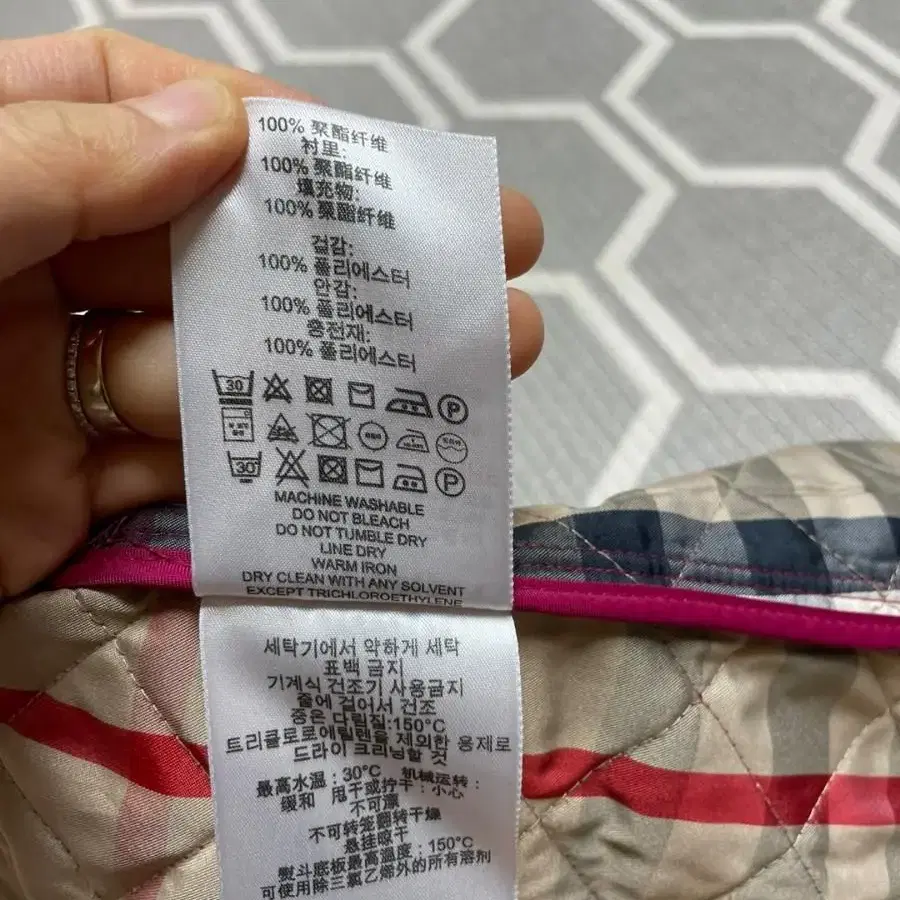 100% 聚酯纤维
衬里:
100% 聚酯纤维
填充物:
100% 聚酯纤维
겉감:
100% 폴리에스터
안감:
100% 폴리에스터
충전재:
100% 폴리에스터
30
P
30°
P
MACHINE WASHABLE
DO NOT BLEACH
DO NOT TUMBLE DRY
LINE DRY
WARM IRON
DRY CLEAN WITH ANY SOLVENT
EXCEPT TRICHLOROETHYLENE
세탁기에서 약하게 세탁
표백 금지
기계식 건조기 사용금지
줄에 걸어서 건조
중온 다림질:150°C
트리클로로에틸렌을 제외한 용제로
드라이 크리닝할 것
最高水温：30°C 机械运转：
缓和 甩干或拧干：小心
不可漂
不可转笼翻转干燥
悬挂晾干
熨斗底板最高温度：150°C
可使用除三氯乙烯外的所有溶剂